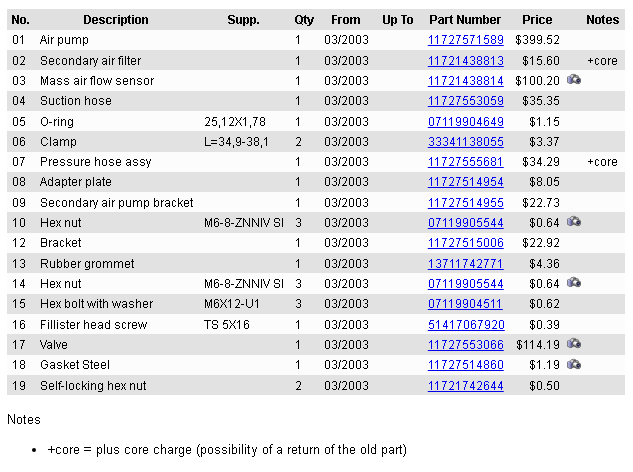 No. Description Supp. Qty From Up To Part Number Price Notes
01 Air pump 1 03/2003 11727571589 $399.52
02 Secondary air filter 1 03/2003 11721438813 $15.60 +core
03 Mass air flow sensor 1 03/2003 11721438814 $100.20
04 Suction hose 1 03/2003 11727553059 $35.35
05 O-ring 25,12X1,78 1 03/2003 07119904649 $1.15
06 Clamp L=34,9-38,1 2 03/2003 33341138055 $3.37
07 Pressure hose assy 1 03/2003 11727555681 $34.29 +core
08 Adapter plate 1 03/2003 11727514954 $8.05
09 Secondary air pump bracket 1 03/2003 11727514955 $22.73
10 Hex nut M6-8-ZNNIV SI 3 03/2003 07119905544 $0.64
12 Bracket 1 03/2003 11727515006 $22.92
13 Rubber grommet 1 03/2003 13711742771 $4.36
14 Hex nut M6-8-ZNNIV SI 3 03/2003 07119905544 $0.64
15 Hex bolt with washer M6X12-U1 3 03/2003 07119904511 $0.62
16 Fillister head screw TS 5X16 1 03/2003 51417067920 $0.39
17 Valve 1 03/2003 11727553066 $114.19
18 Gasket Steel 1 03/2003 11727514860 $1.19
19 Self-locking hex nut 2 03/2003 11721742644 $0.50
Notes
• +core = plus core charge (possibility of a return of the old part)